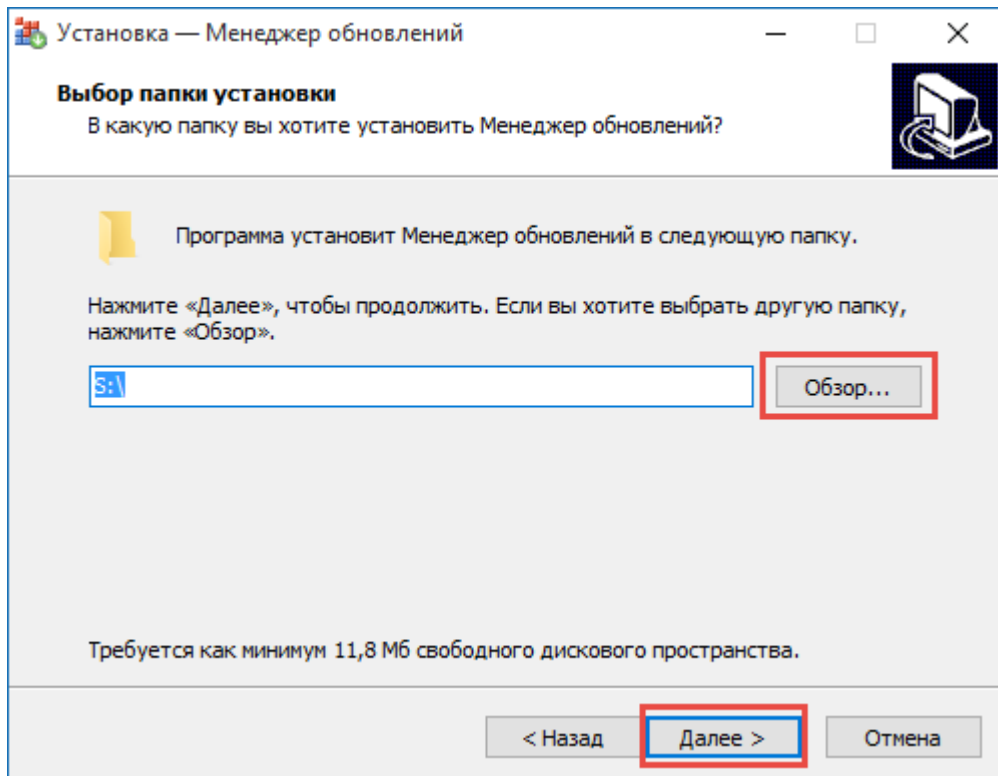 Установка — Менеджер обновлений
Выбор папки установки
В какую папку вы хотите установить Менеджер обновлений?
Программа установит Менеджер обновлений в следующую папку.
Нажмите «Далее», чтобы продолжить. Если вы хотите выбрать другую папку,
нажмите «Обзор».
S:\
Обзор...
Требуется как минимум 11,8 Мб свободного дискового пространства.
< Назад
Далее >
Отмена